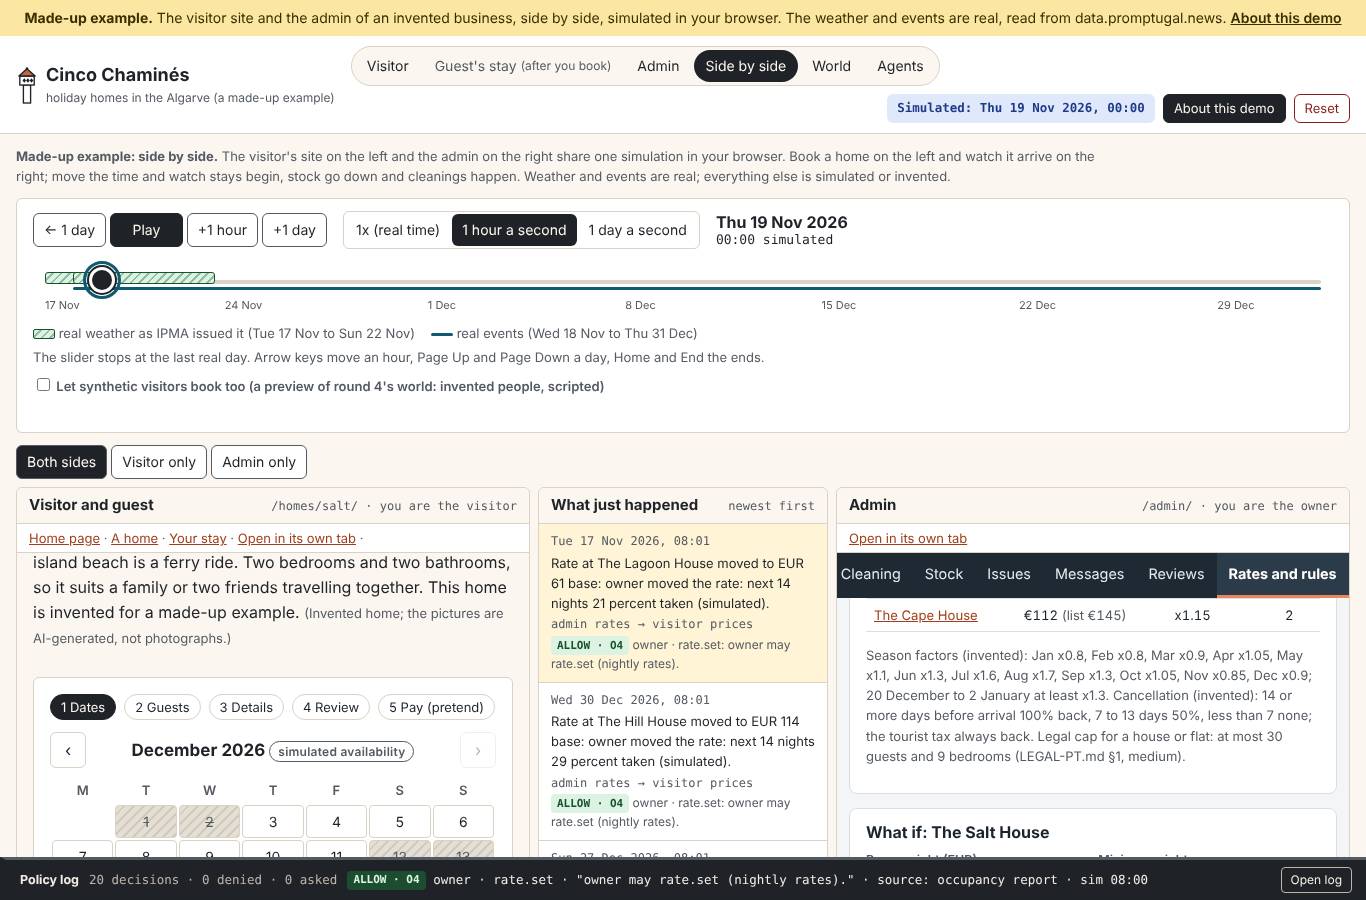 Made-up example. The visitor site and the admin of an invented business, side by side, simulated in your browser. The weather and events are real, read from data.promptugal.news. About this demo
Cinco Chaminés
holiday homes in the Algarve (a made-up example)
Visitor
Guest's stay (after you book)
Admin
Side by side
World
Agents
Simulated: Thu 19 Nov 2026, 00:00
About this demo
Reset
Made-up example: side by side. The visitor's site on the left and the admin on the right share one simulation in your browser. Book a home on the left and watch it arrive on the
right; move the time and watch stays begin, stock go down and cleanings happen. Weather and events are real; everything else is simulated or invented.
← 1 day
Play
+1 hour
+1 day
1x (real time)
1 hour a second
1 day a second
Thu 19 Nov 2026
00:00 simulated
17 Nov
24 Nov
1 Dec
8 Dec
15 Dec
22 Dec
29 Dec
real weather as IPMA issued it (Tue 17 Nov to Sun 22 Nov)
real events (Wed 18 Nov to Thu 31 Dec)
The slider stops at the last real day. Arrow keys move an hour, Page Up and Page Down a day, Home and End the ends.
Let synthetic visitors book too (a preview of round 4's world: invented people, scripted)
Both sides
Visitor only
Admin only
Visitor and guest
/homes/salt/ · you are the visitor
Home page · A home · Your stay · Open in its own tab ·
island beach is a ferry ride. Two bedrooms and two bathrooms,
so it suits a family or two friends travelling together. This home
is invented for a made-up example. (Invented home; the pictures are
AI-generated, not photographs.)
1 Dates
2 Guests
3 Details
4 Review
5 Pay (pretend)
‹
December 2026
simulated availability
›
M T W T F S S
1 2 3 4 5 6
7 8 9 10 11 12 13
What just happened
newest first
Tue 17 Nov 2026, 08:01
Rate at The Lagoon House moved to EUR
61 base: owner moved the rate: next 14
nights 21 percent taken (simulated).
admin rates → visitor prices
ALLOW · O4 owner · rate.set: owner may
rate.set (nightly rates).
Wed 30 Dec 2026, 08:01
Rate at The Hill House moved to EUR 114
base: owner moved the rate: next 14 nights
29 percent taken (simulated).
admin rates → visitor prices
ALLOW · O4 owner · rate.set: owner may
rate.set (nightly rates).
Admin
/admin/ · you are the owner
Open in its own tab
Cleaning
Stock
Issues
Messages
Reviews
Rates and rules
The Cape House
€112 (list €145)
x1.15
2
Season factors (invented): Jan x0.8, Feb x0.8, Mar x0.9, Apr x1.05, May
x1.1, Jun x1.3, Jul x1.6, Aug x1.7, Sep x1.3, Oct x1.05, Nov x0.85, Dec x0.9;
20 December to 2 January at least x1.3. Cancellation (invented): 14 or
more days before arrival 100% back, 7 to 13 days 50%, less than 7 none;
the tourist tax always back. Legal cap for a house or flat: at most 30
guests and 9 bedrooms (LEGAL-PT.md §1, medium).
What if: The Salt House
Policy log
20 decisions · 0 denied · 0 asked
ALLOW · O4
owner · rate.set · "owner may rate.set (nightly rates)." · source: occupancy report · sim 08:00
Open log